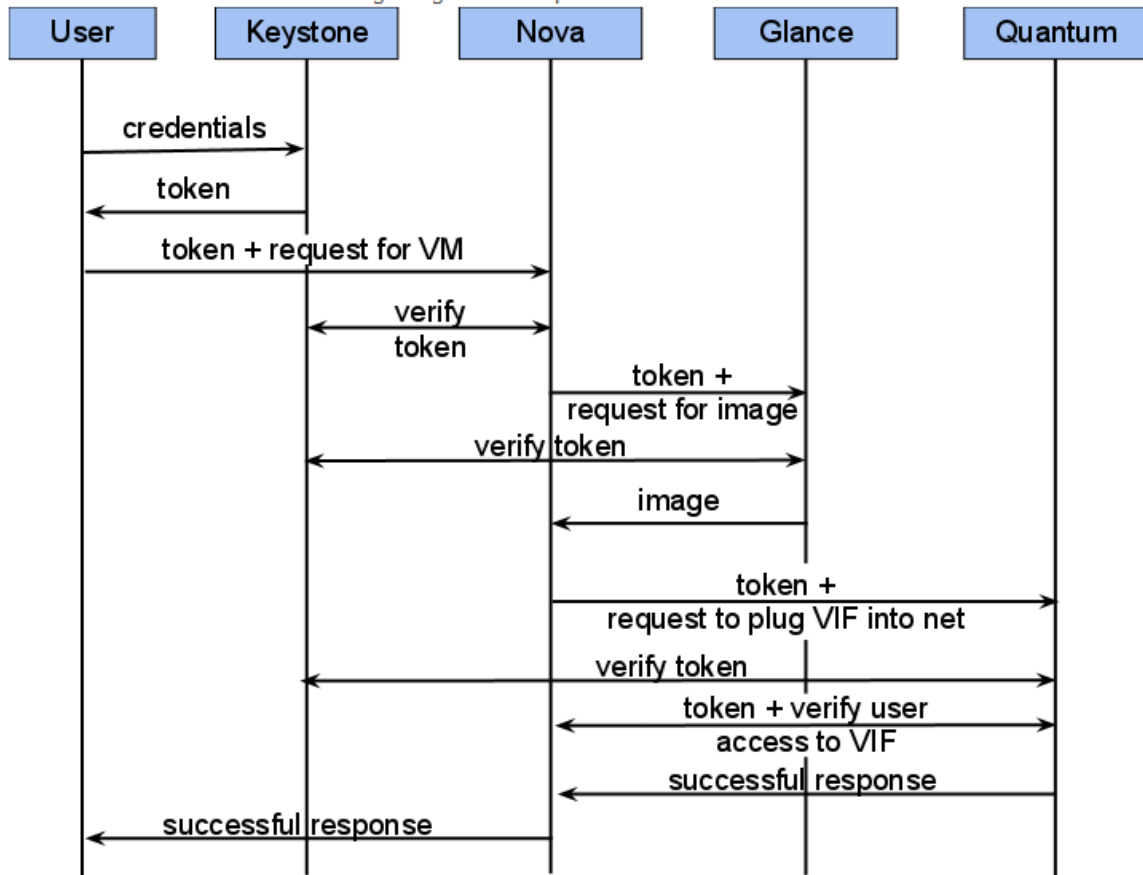 User Keystone Nova Glance Quantum
credentials
token
token + request for VM
verify
token
token +
request for image
verify token
image
token +
request to plug VIF into net
verify token
token + verify user
access to VIF
successful response
successful response